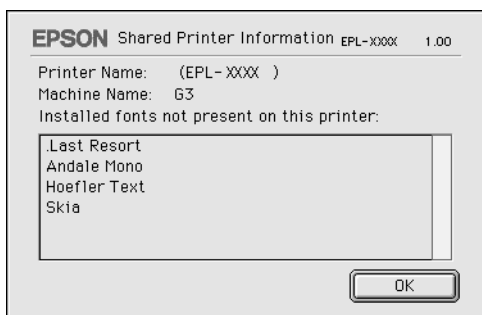 EPSON Shared Printer Information EPL-XXXX 1.00
Printer Name: (EPL-XXXX )
Machine Name: G3
Installed fonts not present on this printer:
.Last Resort
Andale Mono
Hoefler Text
Skia
OK